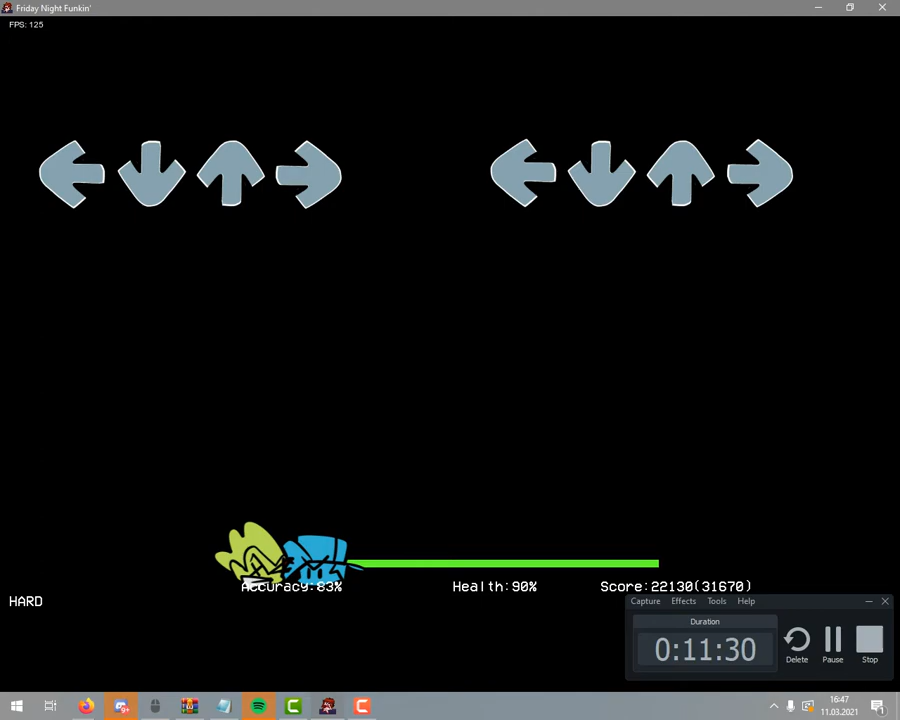 Friday Night Funkin'
FPS: 125
Accuracy:83% Health:90% Score:22130(31670)
HARD
Capture Effects Tools Help
Duration
0:11:30
Delete Pause Stop
16:47
11.03.2021